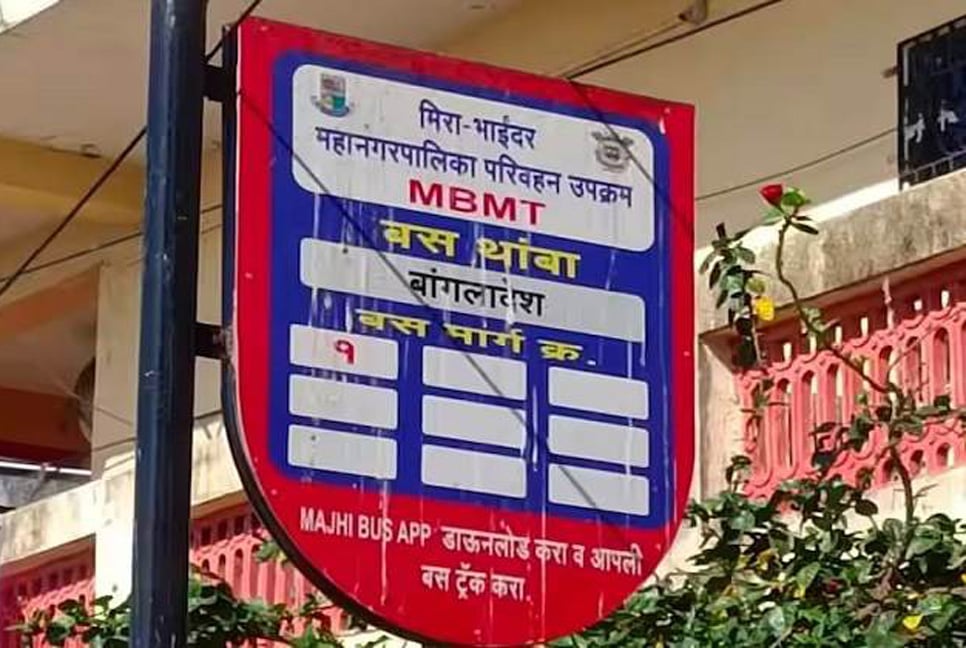 मिरा-भाईंदर
महानगरपालिका परिवहन उपक्रम
MBMT
बस थांबा
बांगलादेश
बस मार्ग क्र.
१
MAJHI BUS APP डाऊनलोड करा व आपली
बस ट्रॅक करा.